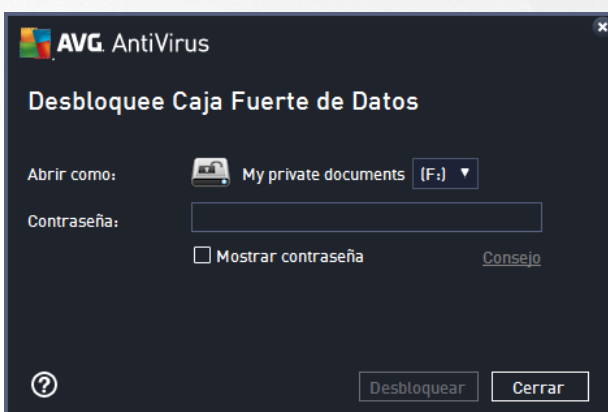 AVG. AntiVirus
Desbloquee Caja Fuerte de Datos
Abrir como: My private documents (F:)
Contraseña:
Mostrar contraseña Consejo
? Desbloquear Cerrar